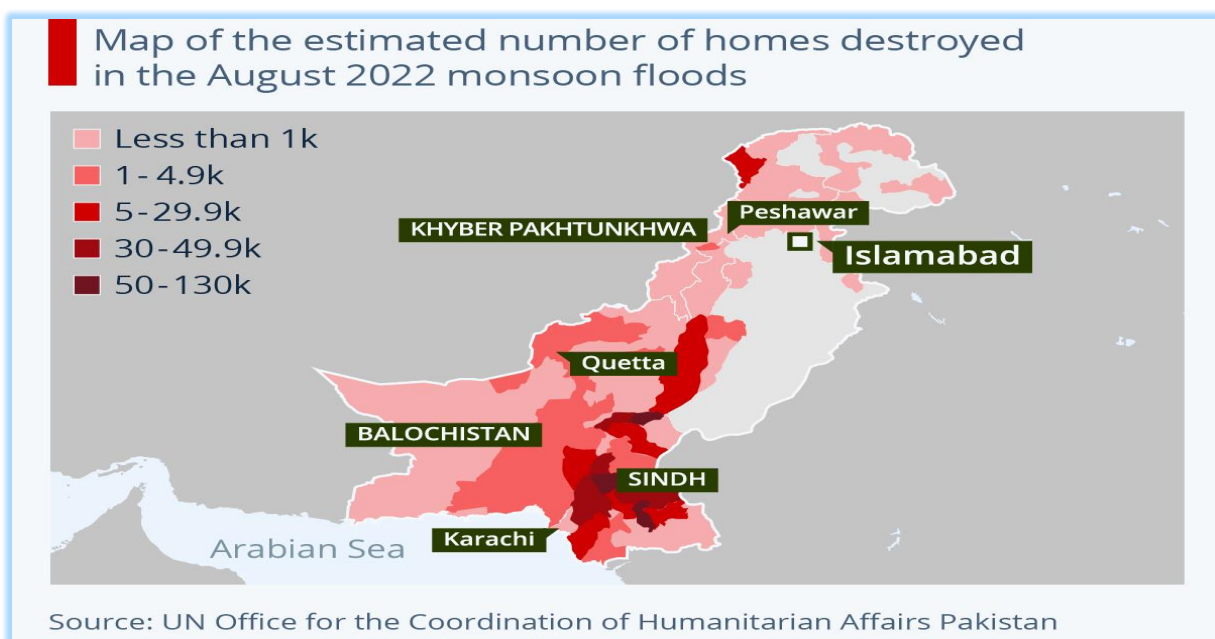 Map of the estimated number of homes destroyed
in the August 2022 monsoon floods
Less than 1k
1-4.9k
5-29.9k
30-49.9k
50-130k
Peshawar
KHYBER PAKHTUNKHWA
Islamabad
Quetta
BALOCHISTAN
SINDH
Karachi
Arabian Sea
Source: UN Office for the Coordination of Humanitarian Affairs Pakistan